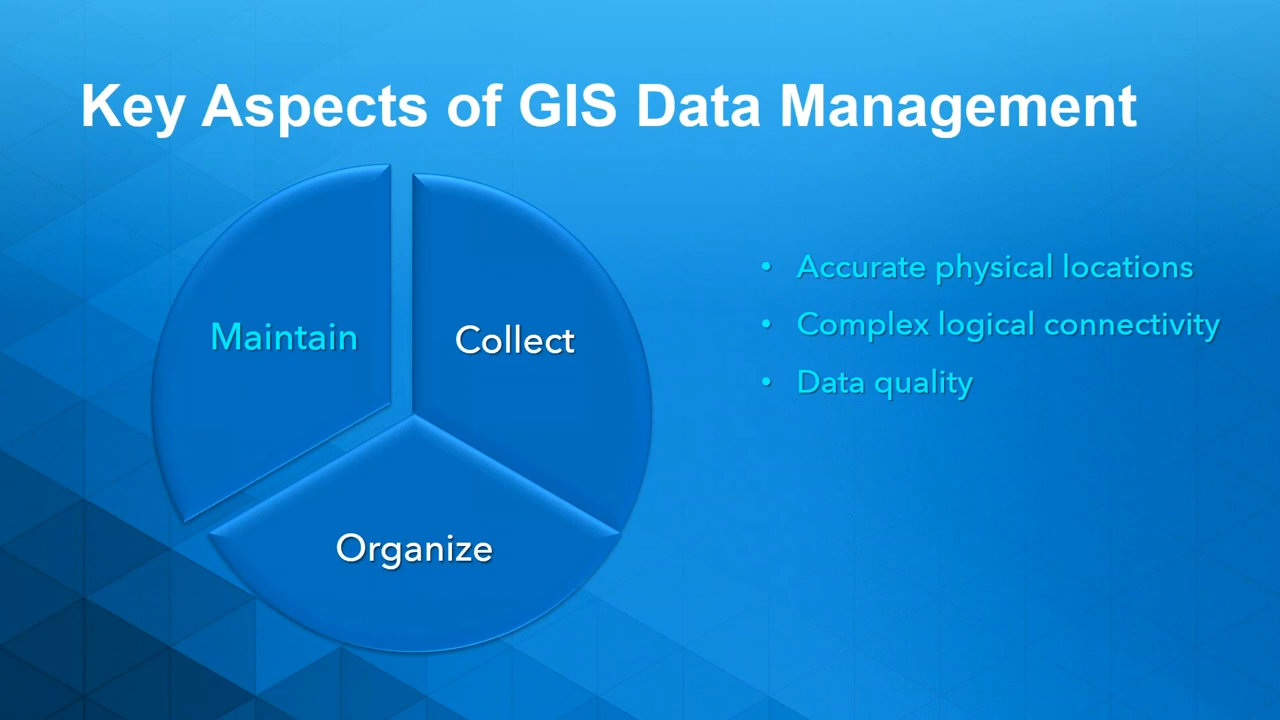 Key Aspects of GIS Data Management
Maintain
Collect
Organize
• Accurate physical locations
• Complex logical connectivity
• Data quality